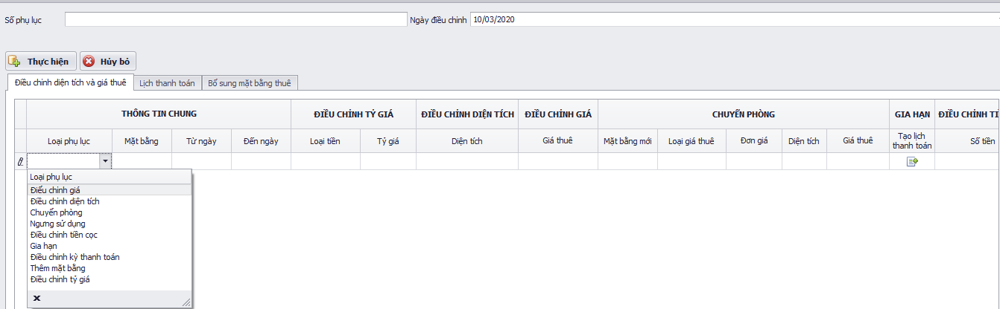 Số phụ lục Ngày điều chỉnh 10/03/2020
Thực hiện Hủy bỏ
Điều chỉnh diện tích và giá thuê Lịch thanh toán Bổ sung mặt bằng thuê
THÔNG TIN CHUNG ĐIỀU CHỈNH TỶ GIÁ ĐIỀU CHỈNH DIỆN TÍCH ĐIỀU CHỈNH GIÁ CHUYỂN PHÒNG GIA HẠN ĐIỀU CHỈNH TI
Loại phụ lục Mặt bằng Từ ngày Đến ngày Loại tiền Tỷ giá Diện tích Giá thuê Mặt bằng mới Loại giá thuê Đơn giá Diện tích Giá thuê Tạo lịch thanh toán Số tiền
Loại phụ lục
Điều chỉnh giá
Điều chỉnh diện tích
Chuyển phòng
Ngưng sử dụng
Điều chỉnh tiền cọc
Gia hạn
Điều chỉnh kỳ thanh toán
Thêm mặt bằng
Điều chỉnh tỷ giá